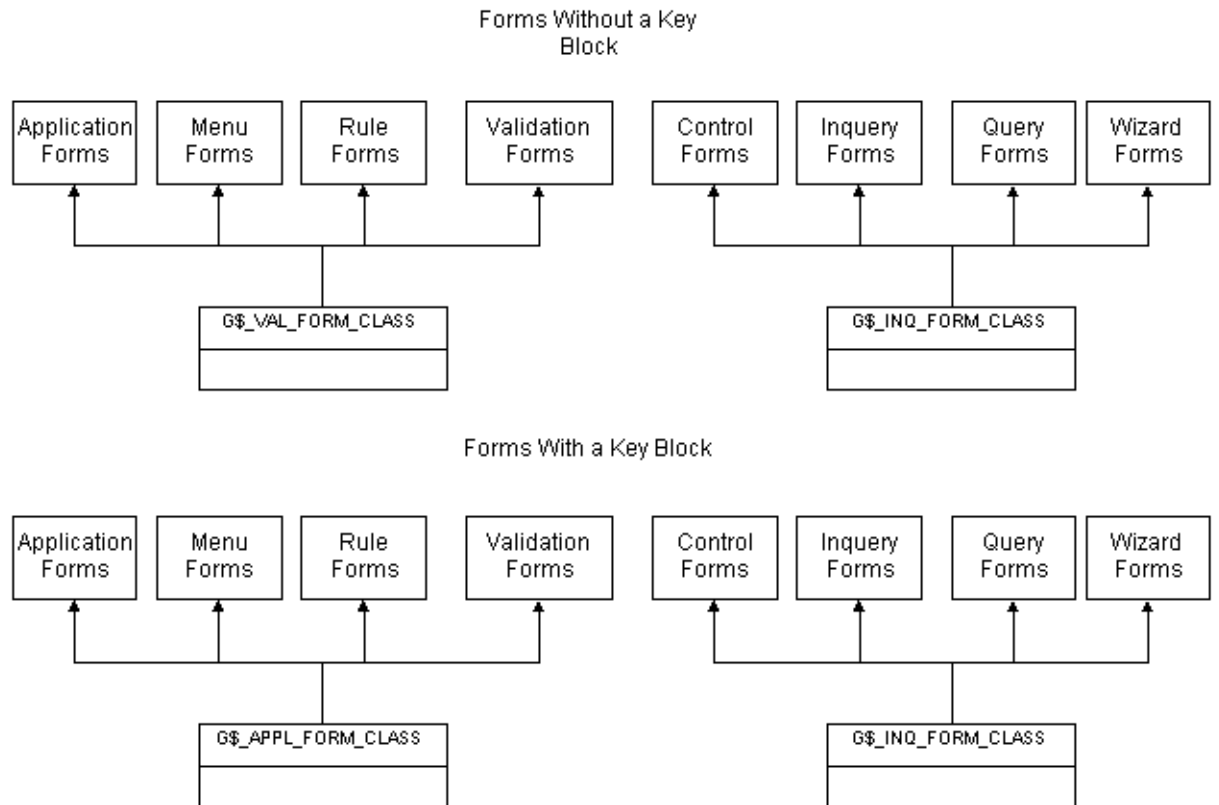 Forms Without a Key
Block
Application
Forms
Menu
Forms
Rule
Forms
Validation
Forms
Control
Forms
Inquery
Forms
Query
Forms
Wizard
Forms
G$_VAL_FORM_CLASS
G$_INQ_FORM_CLASS
Forms With a Key Block
Application
Forms
Menu
Forms
Rule
Forms
Validation
Forms
Control
Forms
Inquery
Forms
Query
Forms
Wizard
Forms
G$_APPL_FORM_CLASS
G$_INQ_FORM_CLASS